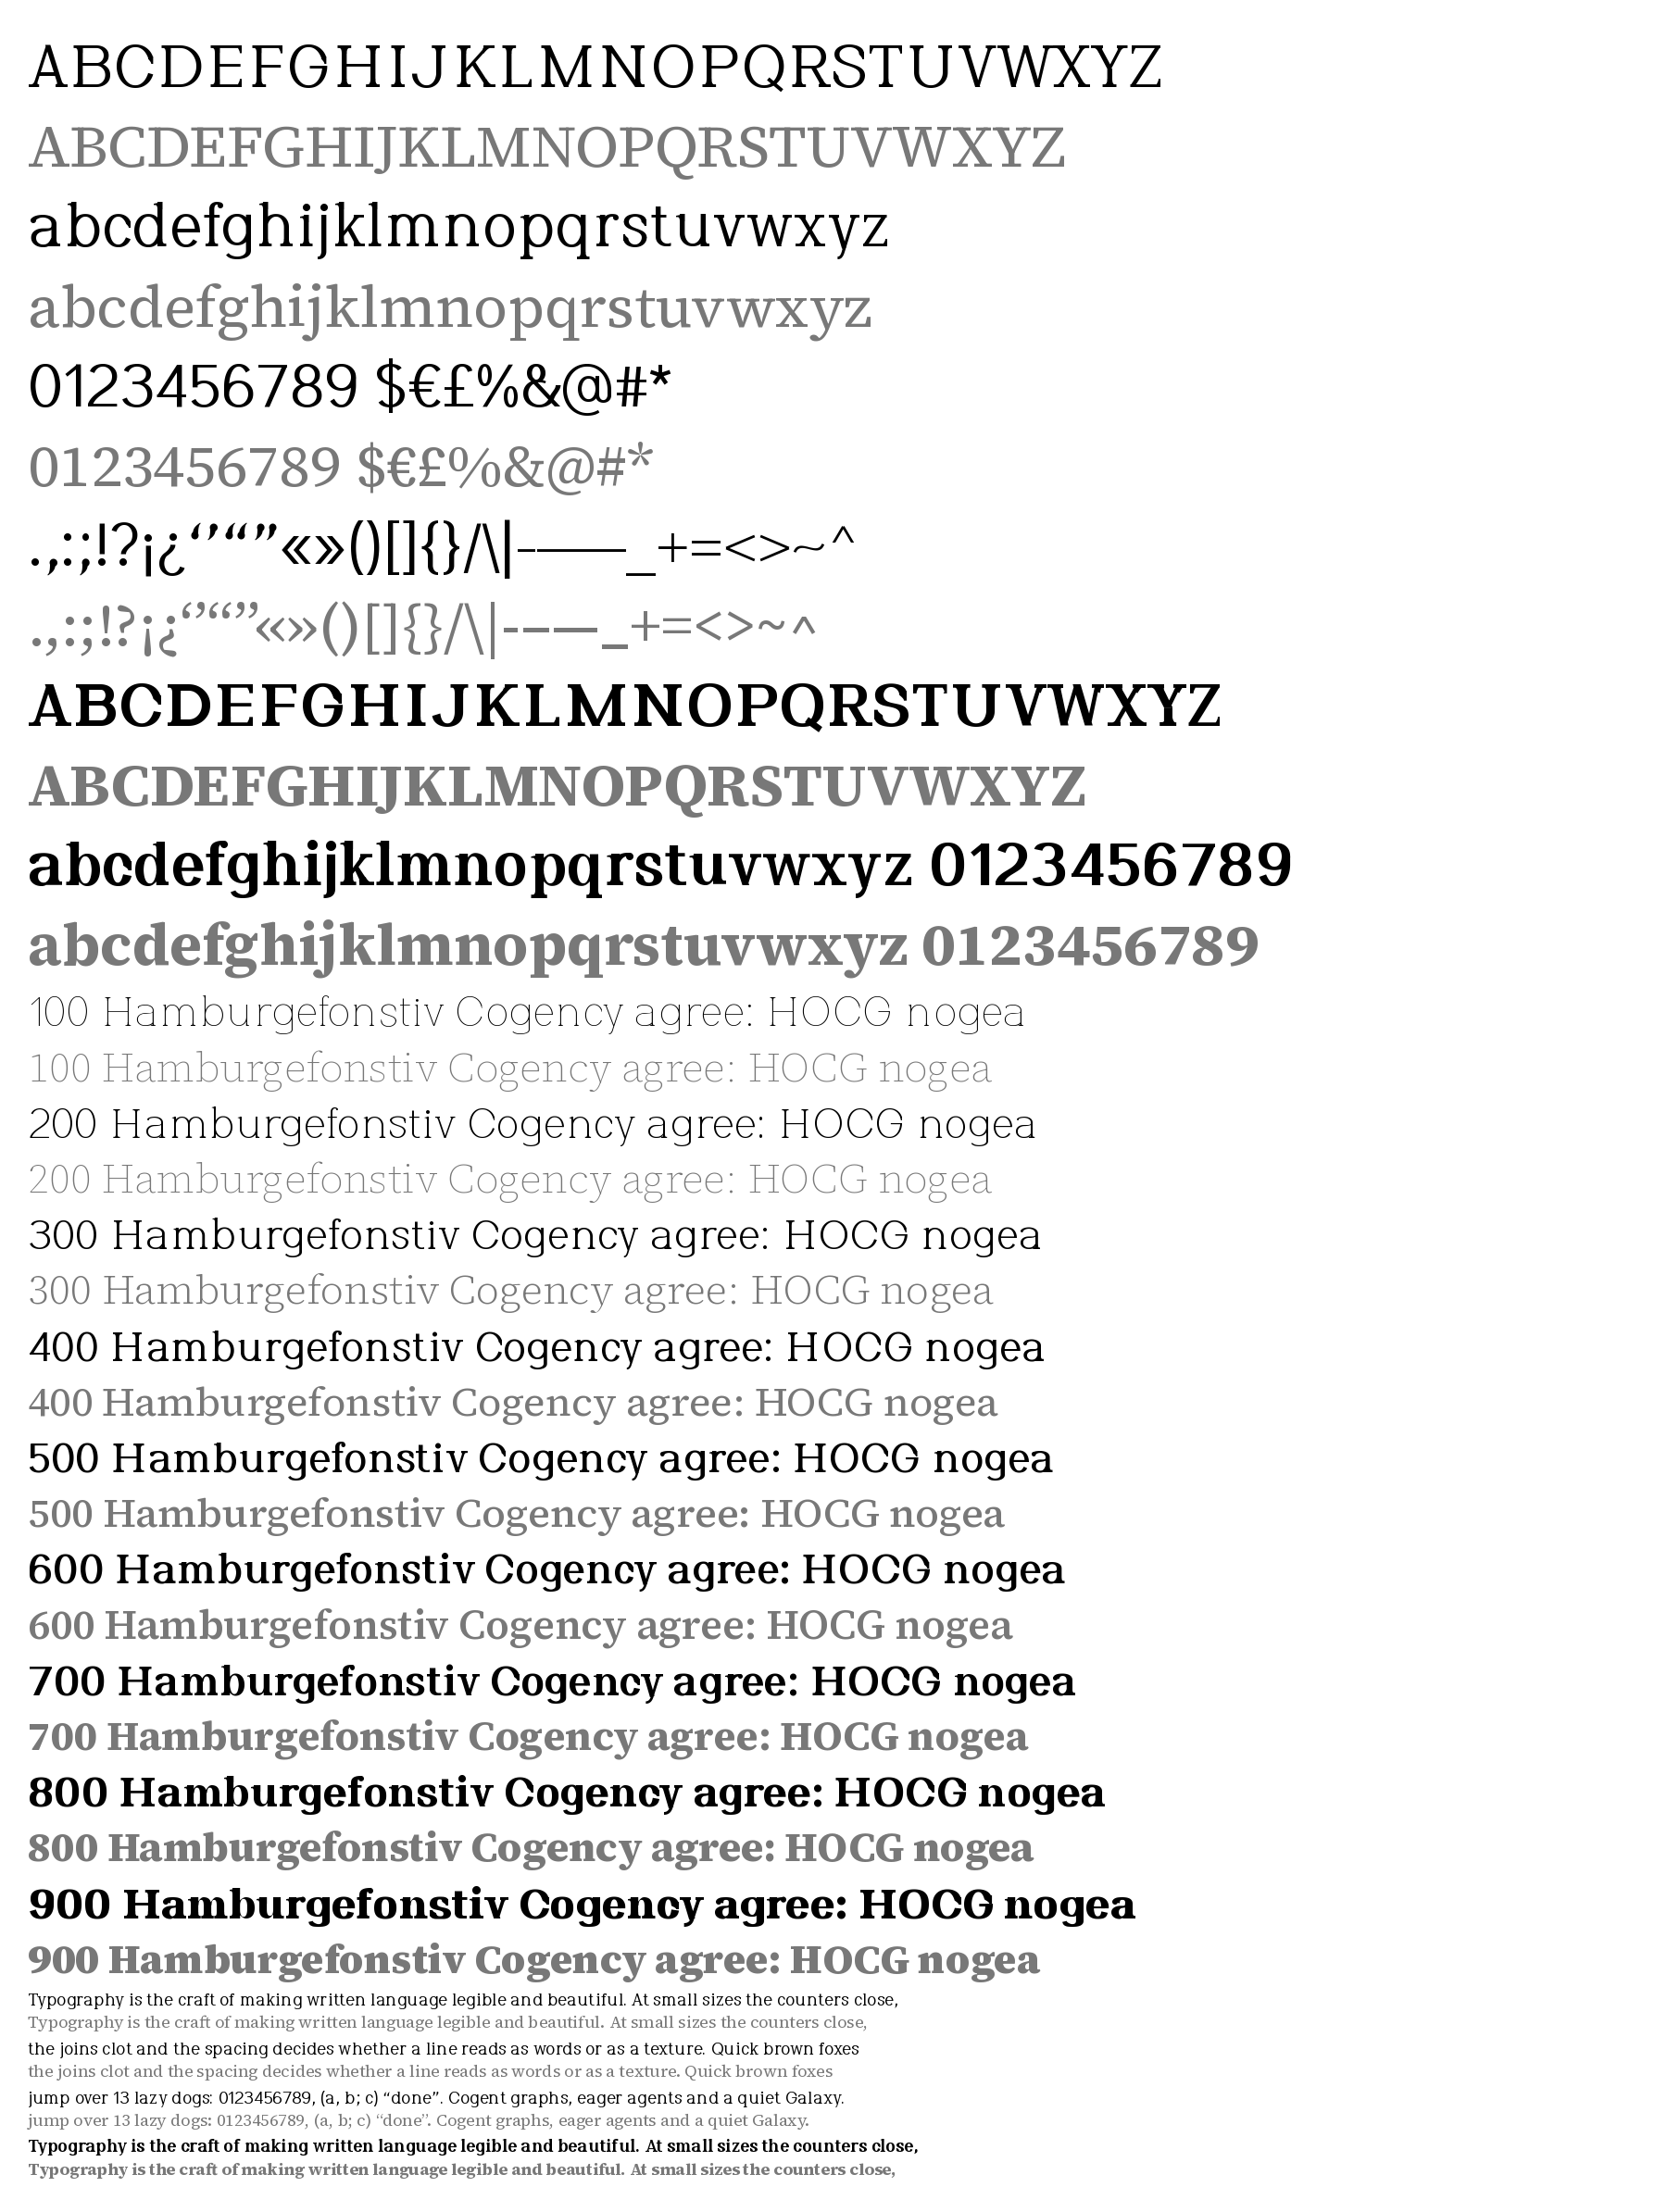 ABCDEFGHIJKLMNOPQRSTUVWXYZ
ABCDEFGHIJKLMNOPQRSTUVWXYZ
abcdefghijklmnopqrstuvwxyz
abcdefghijklmnopqrstuvwxyz
0123456789 $€£%&@#*
0123456789 $€£%&@#*
.,:;!?¡¿‘’“”«»()[]{}/\|-–—_+=<>~^
.,:;!?¡¿‘’“”«»()[]{}/\|-–—_+=<>~^
ABCDEFGHIJKLMNOPQRSTUVWXYZ
ABCDEFGHIJKLMNOPQRSTUVWXYZ
abcdefghijklmnopqrstuvwxyz 0123456789
abcdefghijklmnopqrstuvwxyz 0123456789
100 Hamburgefonstiv Cogency agree: HOCG nogea
100 Hamburgefonstiv Cogency agree: HOCG nogea
200 Hamburgefonstiv Cogency agree: HOCG nogea
200 Hamburgefonstiv Cogency agree: HOCG nogea
300 Hamburgefonstiv Cogency agree: HOCG nogea
300 Hamburgefonstiv Cogency agree: HOCG nogea
400 Hamburgefonstiv Cogency agree: HOCG nogea
400 Hamburgefonstiv Cogency agree: HOCG nogea
500 Hamburgefonstiv Cogency agree: HOCG nogea
500 Hamburgefonstiv Cogency agree: HOCG nogea
600 Hamburgefonstiv Cogency agree: HOCG nogea
600 Hamburgefonstiv Cogency agree: HOCG nogea
700 Hamburgefonstiv Cogency agree: HOCG nogea
700 Hamburgefonstiv Cogency agree: HOCG nogea
800 Hamburgefonstiv Cogency agree: HOCG nogea
800 Hamburgefonstiv Cogency agree: HOCG nogea
900 Hamburgefonstiv Cogency agree: HOCG nogea
900 Hamburgefonstiv Cogency agree: HOCG nogea
Typography is the craft of making written language legible and beautiful. At small sizes the counters close,
Typography is the craft of making written language legible and beautiful. At small sizes the counters close,
the joins clot and the spacing decides whether a line reads as words or as a texture. Quick brown foxes
the joins clot and the spacing decides whether a line reads as words or as a texture. Quick brown foxes
jump over 13 lazy dogs: 0123456789, (a, b; c) “done”. Cogent graphs, eager agents and a quiet Galaxy.
jump over 13 lazy dogs: 0123456789, (a, b; c) “done”. Cogent graphs, eager agents and a quiet Galaxy.
Typography is the craft of making written language legible and beautiful. At small sizes the counters close,
Typography is the craft of making written language legible and beautiful. At small sizes the counters close,